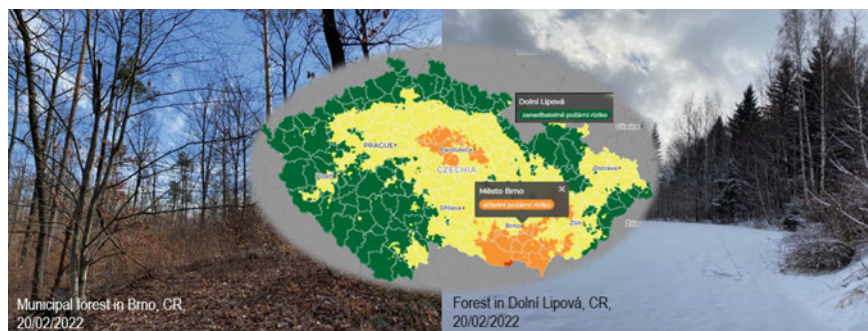 Dolní Lipová
zanedbatelné požární riziko
PRAGUE
Pardubice
CZECHIA
Ostrava
Město Brno
střední požární riziko
Jihlava
Brno
Zlín
Municipal forest in Brno, CR,
20/02/2022
Forest in Dolní Lipová, CR,
20/02/2022